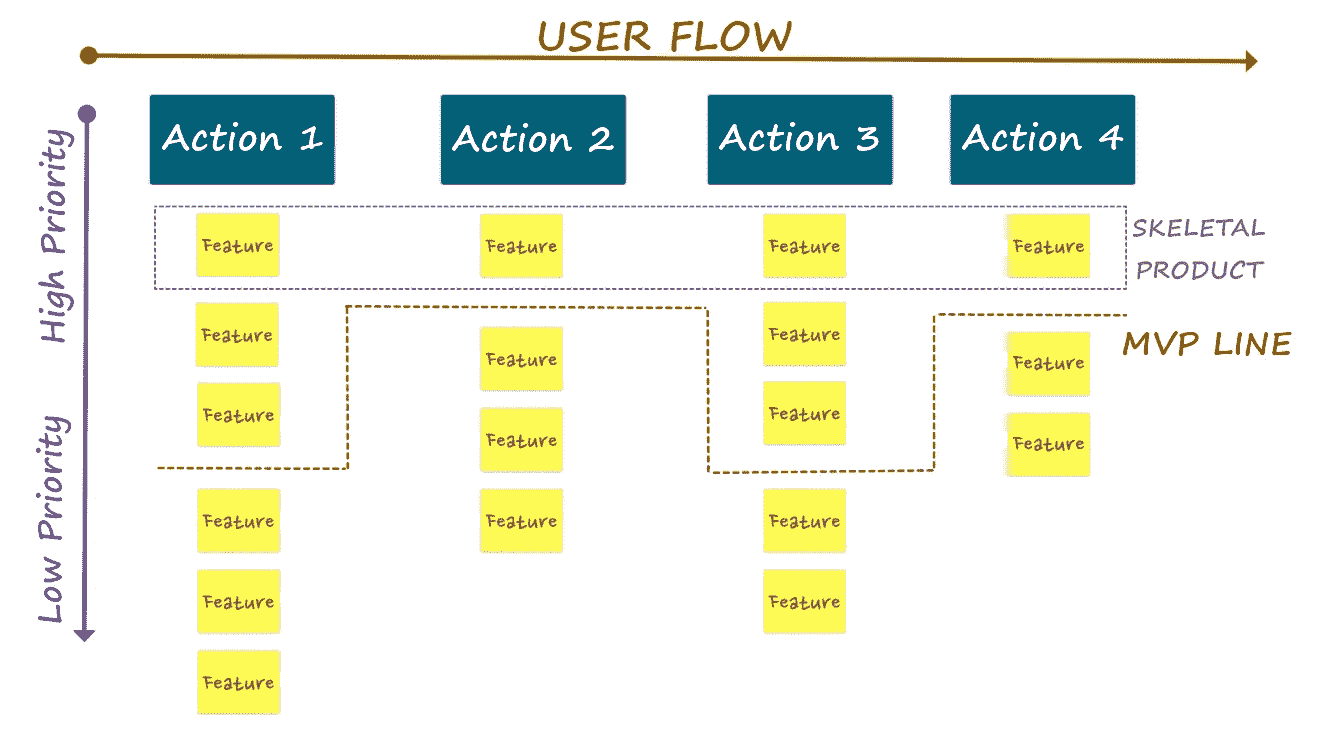 USER FLOW
High Priority
Low Priority
Action 1
Action 2
Action 3
Action 4
Feature
Feature
Feature
Feature
SKELETAL
PRODUCT
Feature
Feature
MVP LINE
Feature
Feature
Feature
Feature
Feature
Feature
Feature
Feature
Feature
Feature
Feature
Feature
Feature